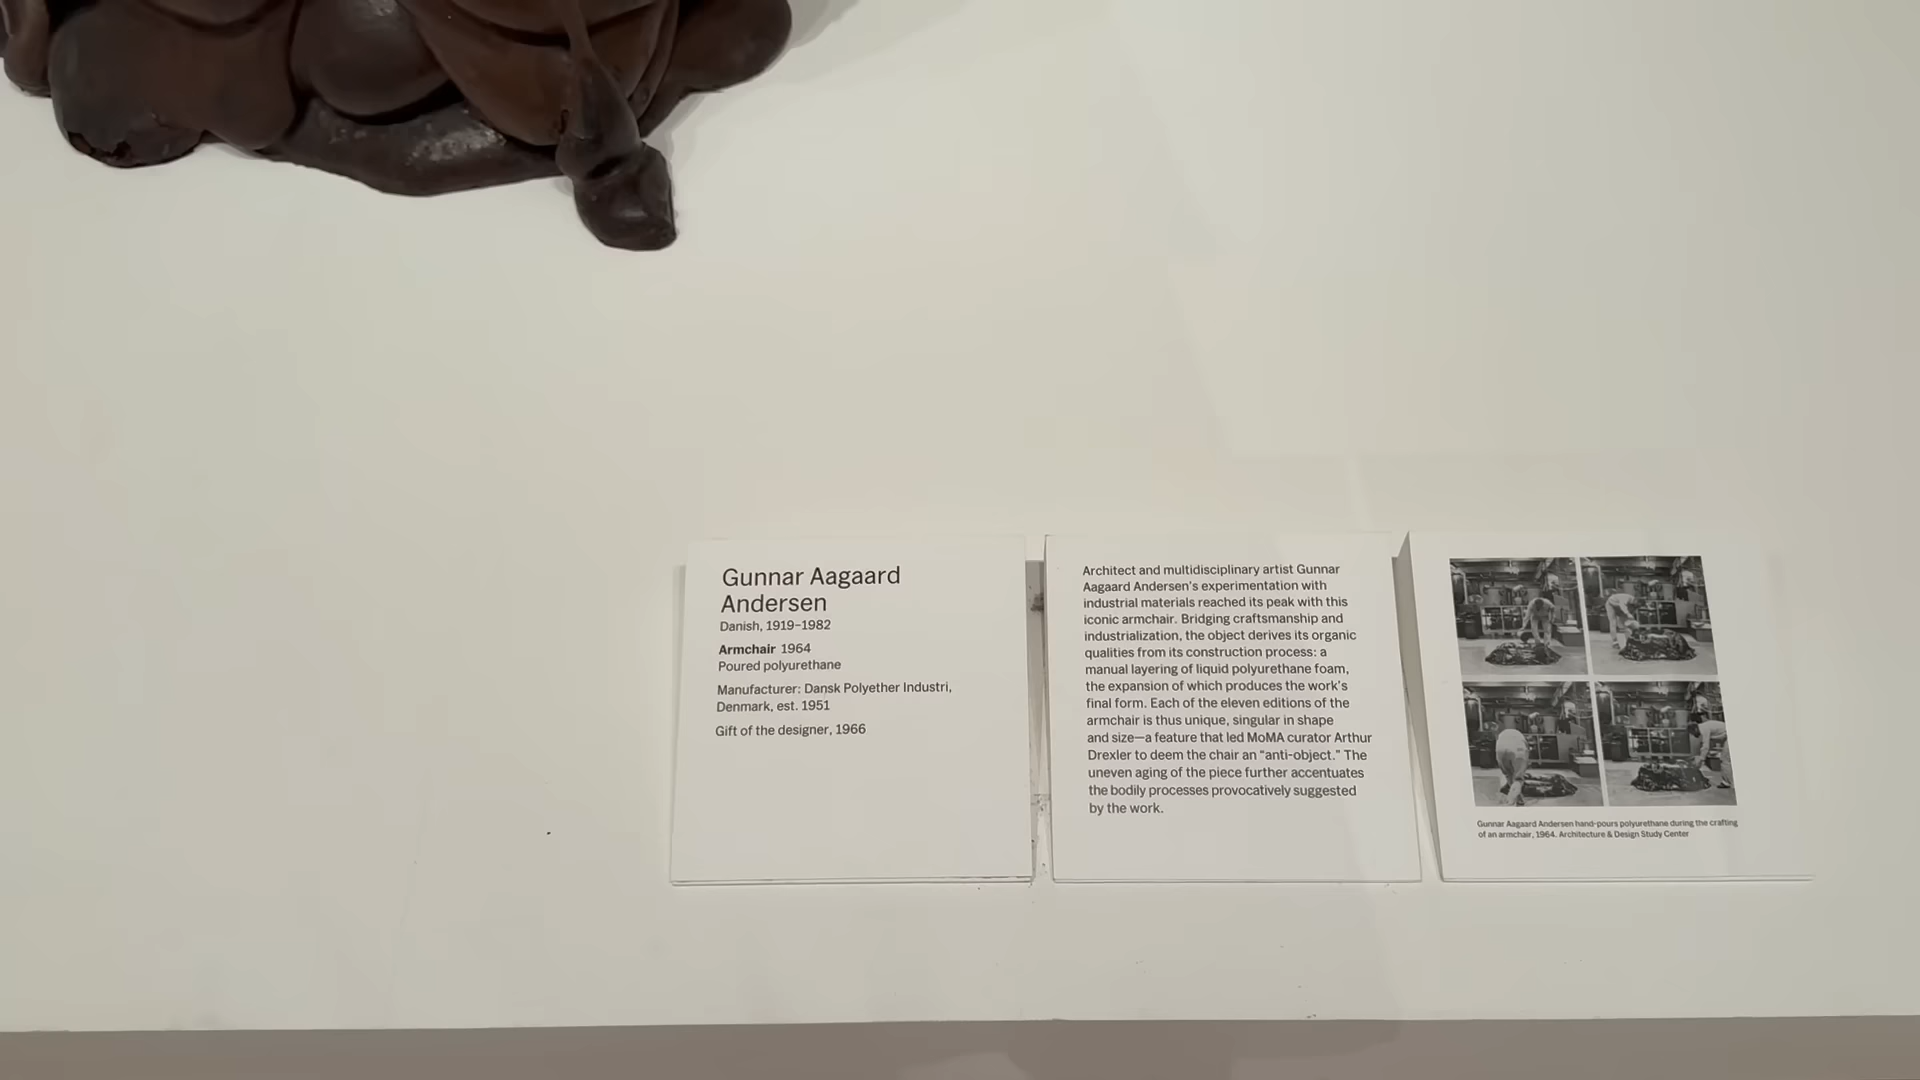 Gunnar Aagaard
Andersen
Danish, 1919–1982
Armchair 1964
Poured polyurethane
Manufacturer: Dansk Polyether Industri,
Denmark, est. 1951
Gift of the designer, 1966
Architect and multidisciplinary artist Gunnar
Aagaard Andersen's experimentation with
industrial materials reached its peak with this
iconic armchair. Bridging craftsmanship and
industrialization, the object derives its organic
qualities from its construction process: a
manual layering of liquid polyurethane foam,
the expansion of which produces the work's
final form. Each of the eleven editions of the
armchair is thus unique, singular in shape
and size—a feature that led MoMA curator Arthur
Drexler to deem the chair an "anti-object." The
uneven aging of the piece further accentuates
the bodily processes provocatively suggested
by the work.
Gunnar Aagaard Andersen hand-pours polyurethane during the crafting
of an armchair, 1964. Architecture & Design Study Center